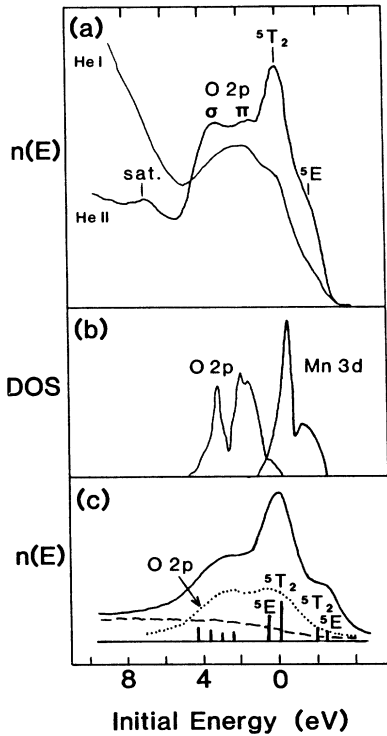 (a)
⁵T₂
He I
O 2p
σ π
n(E)
⁵E
sat.
He II
(b)
O 2p
Mn 3d
DOS
(c)
n(E)
O 2p
⁵T₂
⁵E
⁵T₂
⁵E
8 4 0
Initial Energy (eV)